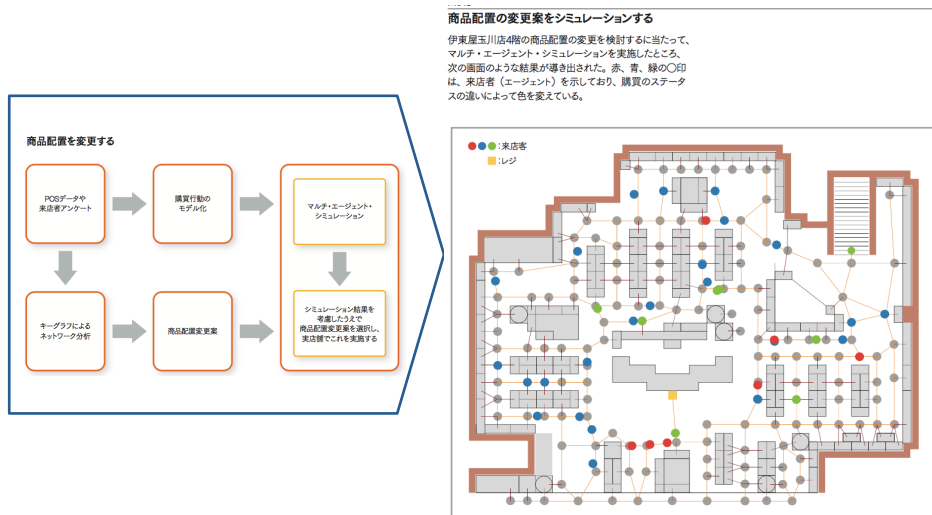 商品配置の変更案をシミュレーションする
伊東屋玉川店4階の商品配置の変更を検討するに当たって、
マルチ・エージェント・シミュレーションを実施したところ、
次の画面のような結果が導き出された。赤、青、緑の〇印
は、来店者（エージェント）を示しており、購買のステータ
スの違いによって色を変えている。
商品配置を変更する
POSデータや
来店者アンケート
購買行動の
モデル化
マルチ・エージェント・
シミュレーション
キーグラフによる
ネットワーク分析
商品配置変更案
シミュレーション結果を
考慮したうえで
商品配置変更案を選択し、
実店舗でこれを実施する
:来店客
:レジ